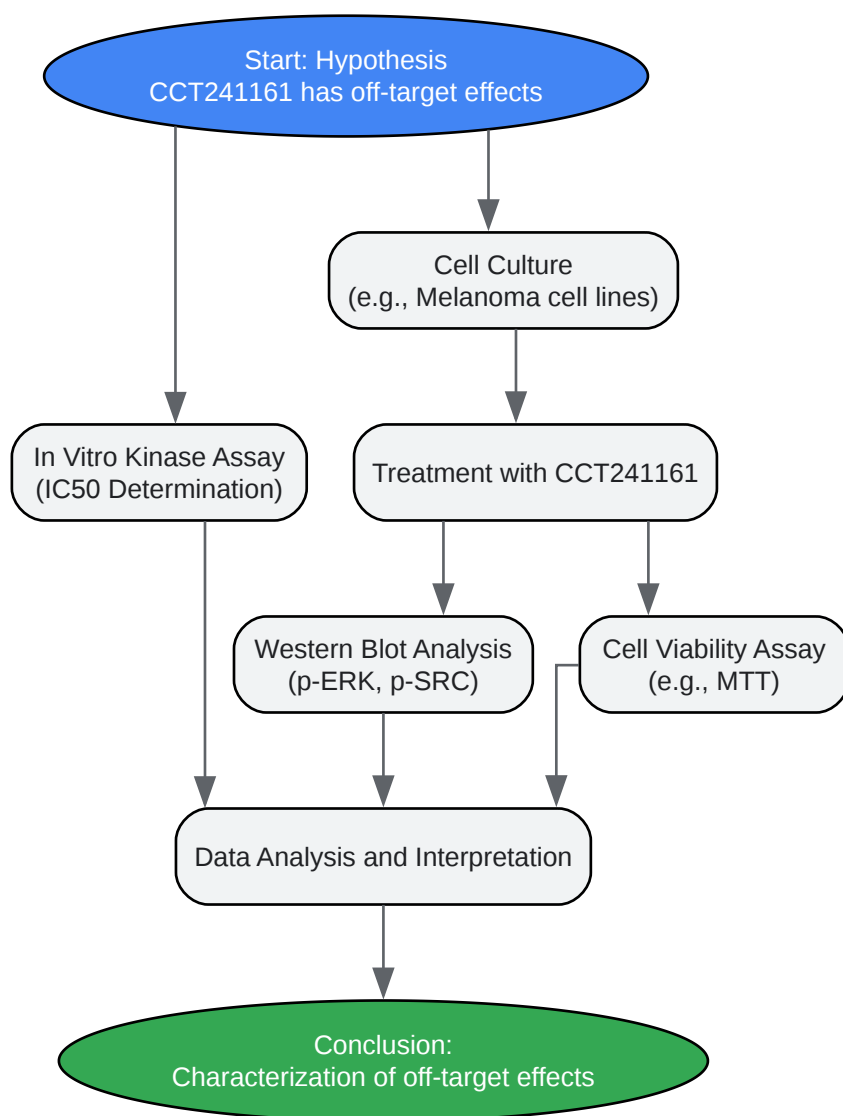 Start: Hypothesis
CCT241161 has off-target effects
Cell Culture
(e.g., Melanoma cell lines)
In Vitro Kinase Assay
(IC50 Determination)
Treatment with CCT241161
Western Blot Analysis
(p-ERK, p-SRC)
Cell Viability Assay
(e.g., MTT)
Data Analysis and Interpretation
Conclusion:
Characterization of off-target effects